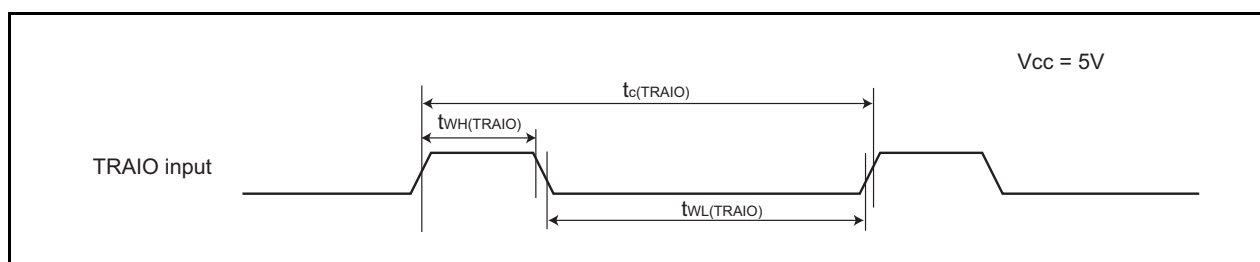 Vcc = 5V
tc(TRAIO)
tWH(TRAIO)
TRAIO input
tWL(TRAIO)